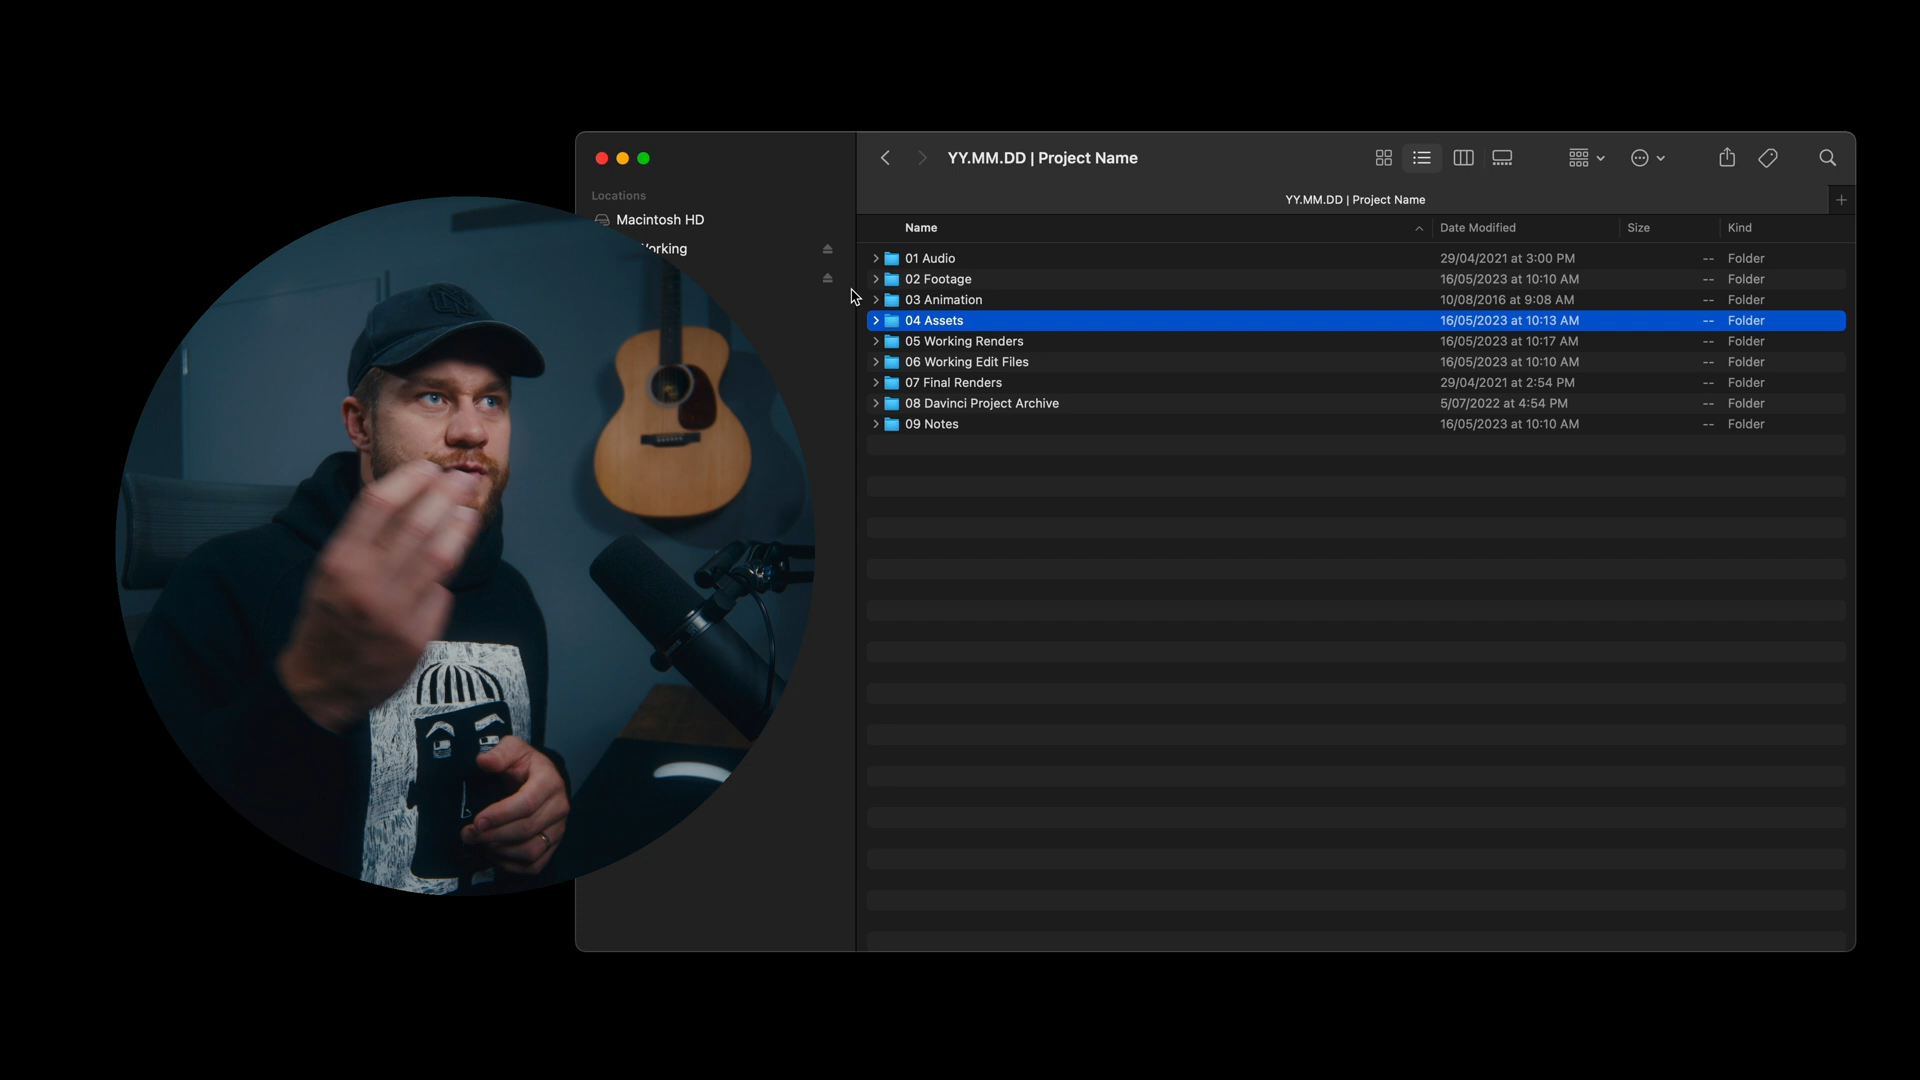 YY.MM.DD | Project Name
Locations
Macintosh HD
Working
YY.MM.DD | Project Name
Name Date Modified Size Kind
01 Audio 29/04/2021 at 3:00 PM -- Folder
02 Footage 16/05/2023 at 10:10 AM -- Folder
03 Animation 10/08/2016 at 9:08 AM -- Folder
04 Assets 16/05/2023 at 10:13 AM -- Folder
05 Working Renders 16/05/2023 at 10:17 AM -- Folder
06 Working Edit Files 16/05/2023 at 10:10 AM -- Folder
07 Final Renders 29/04/2021 at 2:54 PM -- Folder
08 Davinci Project Archive 5/07/2022 at 4:54 PM -- Folder
09 Notes 16/05/2023 at 10:10 AM -- Folder